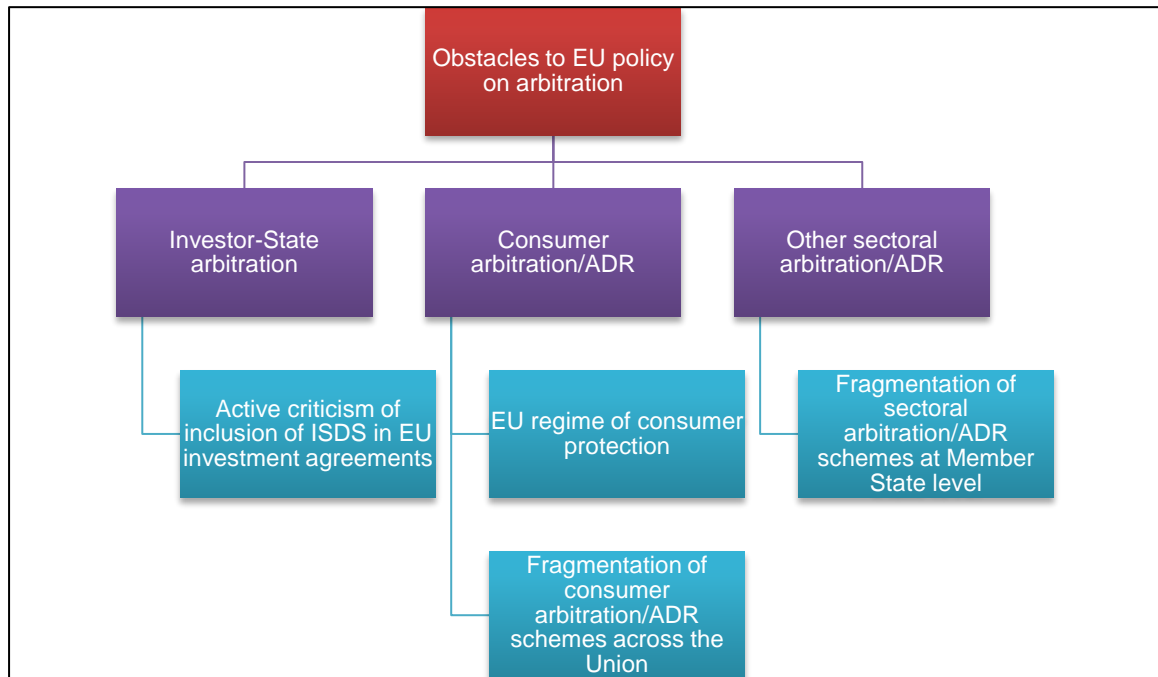 Obstacles to EU policy
on arbitration
Investor-State
arbitration
Consumer
arbitration/ADR
Other sectoral
arbitration/ADR
Active criticism of
inclusion of ISDS in EU
investment agreements
EU regime of consumer
protection
Fragmentation of
consumer
arbitration/ADR
schemes across the
Union
Fragmentation of
sectoral
arbitration/ADR
schemes at Member
State level